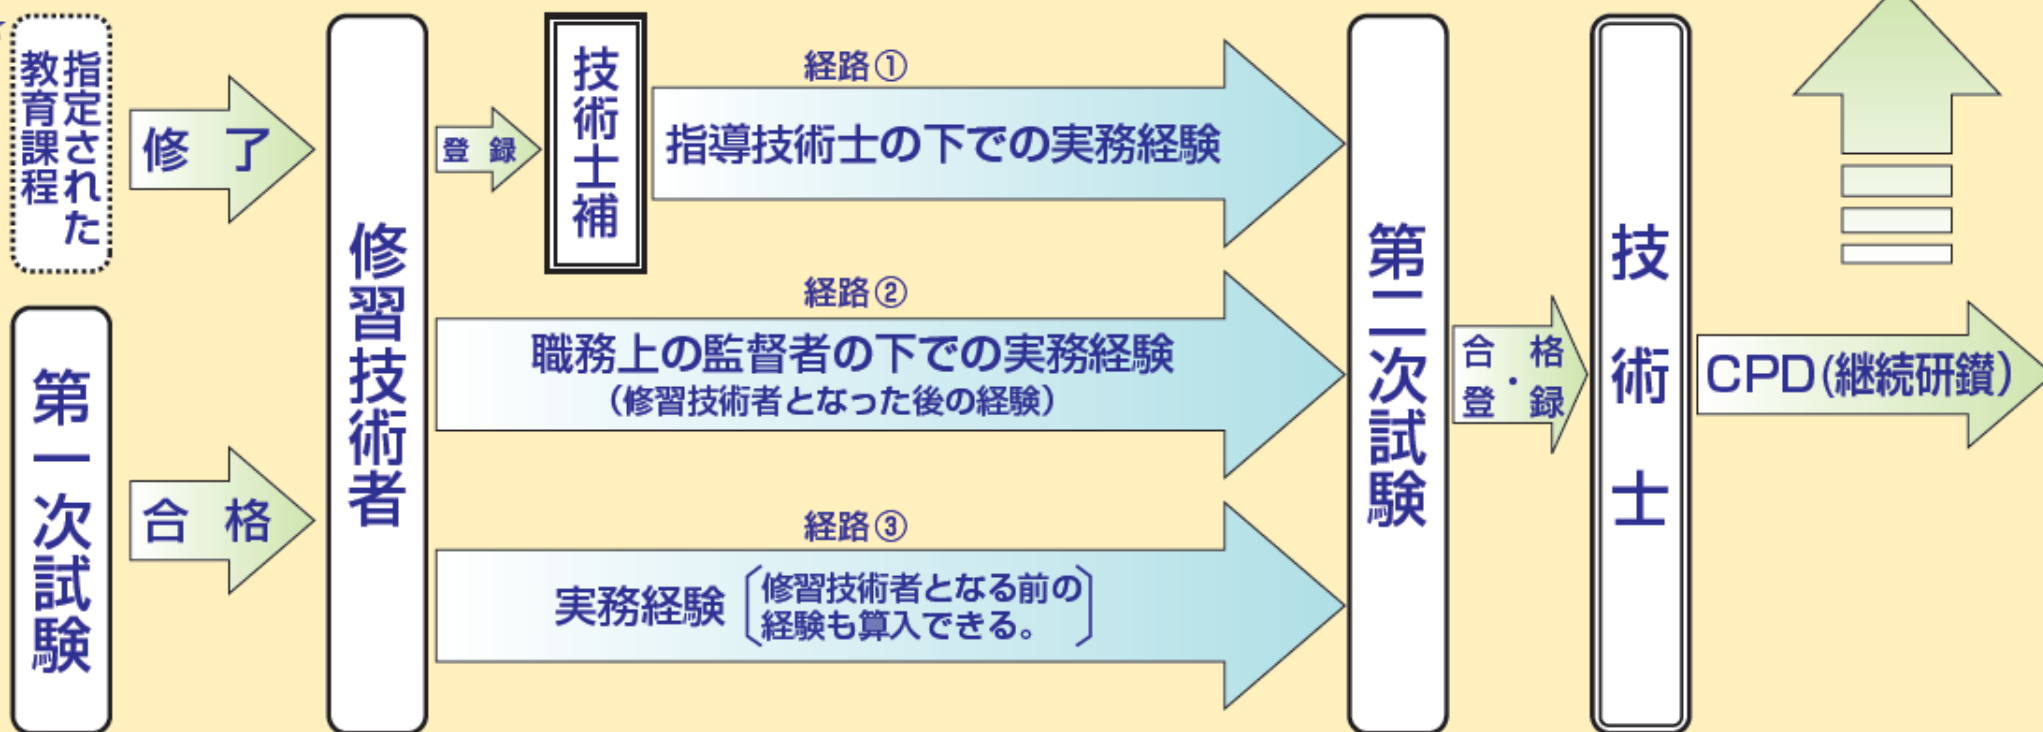 指定された
教育課程
修了
第一次試験
合格
修習技術者
登録
技術士補
経路①
指導技術士の下での実務経験
経路②
職務上の監督者の下での実務経験
（修習技術者となった後の経験）
経路③
実務経験
修習技術者となる前の
経験も算入できる。
第二次試験
合格
・
登録
技術士
CPD（継続研鑚）